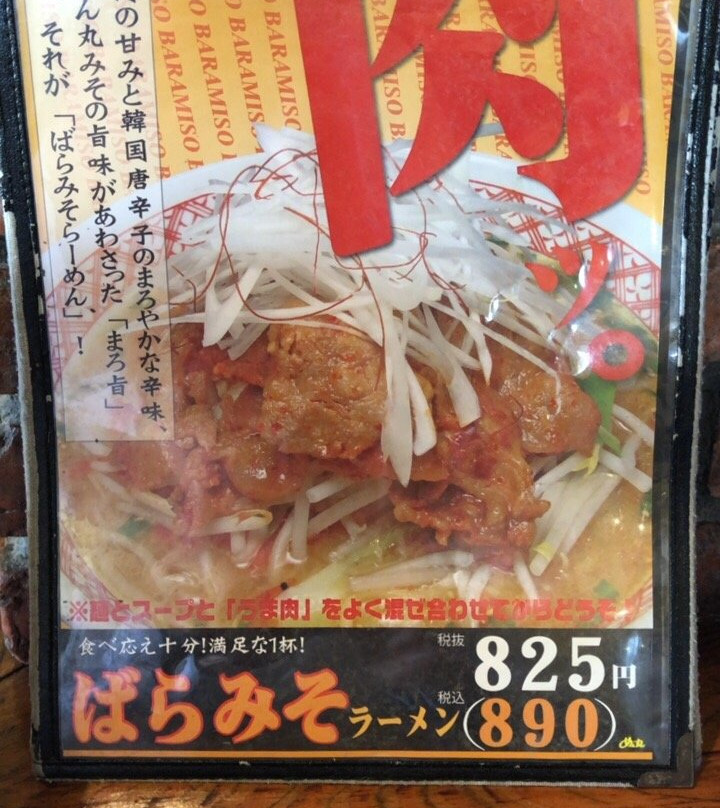 肉
ッ。
BARAMISO BARAMISO BARAMISO
の甘みと韓国唐辛子のまろやかな辛味、
ん丸みその旨味があわさった「まろ旨」
それが「ばらみそらーめん」!
※麺とスープと「うま肉」をよく混ぜ合わせてからどうぞ!
食べ応え十分!満足な1杯!
税抜
825円
ばらみそラーメン
税込
(890)